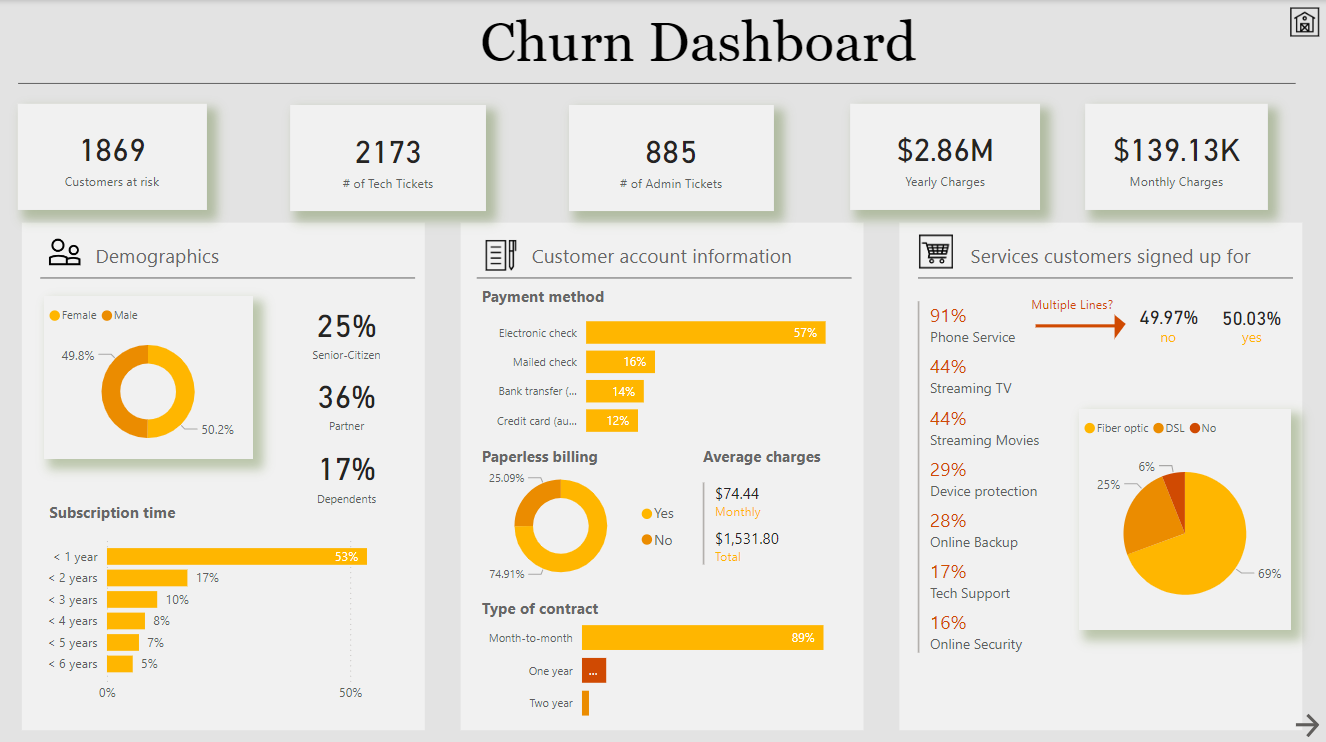 Churn Dashboard
1869
Customers at risk
2173
# of Tech Tickets
885
# of Admin Tickets
$2.86M
Yearly Charges
$139.13K
Monthly Charges
Demographics
Female Male
49.8%
50.2%
25%
Senior-Citizen
36%
Partner
17%
Dependents
Subscription time
< 1 year 53%
< 2 years 17%
< 3 years 10%
< 4 years 8%
< 5 years 7%
< 6 years 5%
0% 50%
Customer account information
Payment method
Electronic check 57%
Mailed check 16%
Bank transfer (... 14%
Credit card (au... 12%
Paperless billing
25.09%
74.91%
Yes
No
Average charges
$74.44
Monthly
$1,531.80
Total
Type of contract
Month-to-month 89%
One year ...
Two year
Services customers signed up for
91%
Phone Service
Multiple Lines?
49.97%
no
50.03%
yes
44%
Streaming TV
44%
Streaming Movies
29%
Device protection
28%
Online Backup
17%
Tech Support
16%
Online Security
Fiber optic DSL No
6%
25%
69%